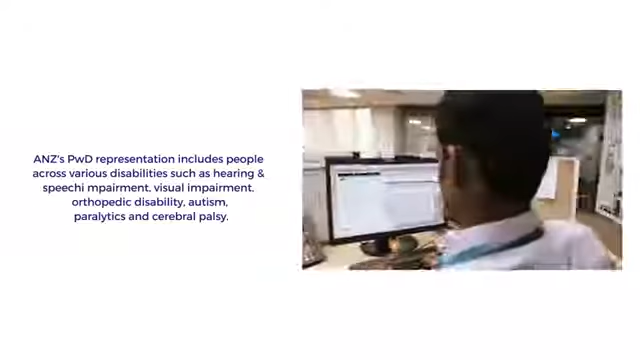 ANZ's PwD representation includes people
across various disabilities such as hearing &
speechi mpairment, visual impairment,
orthopedic disability, autism,
paralytics and cerebral palsy.